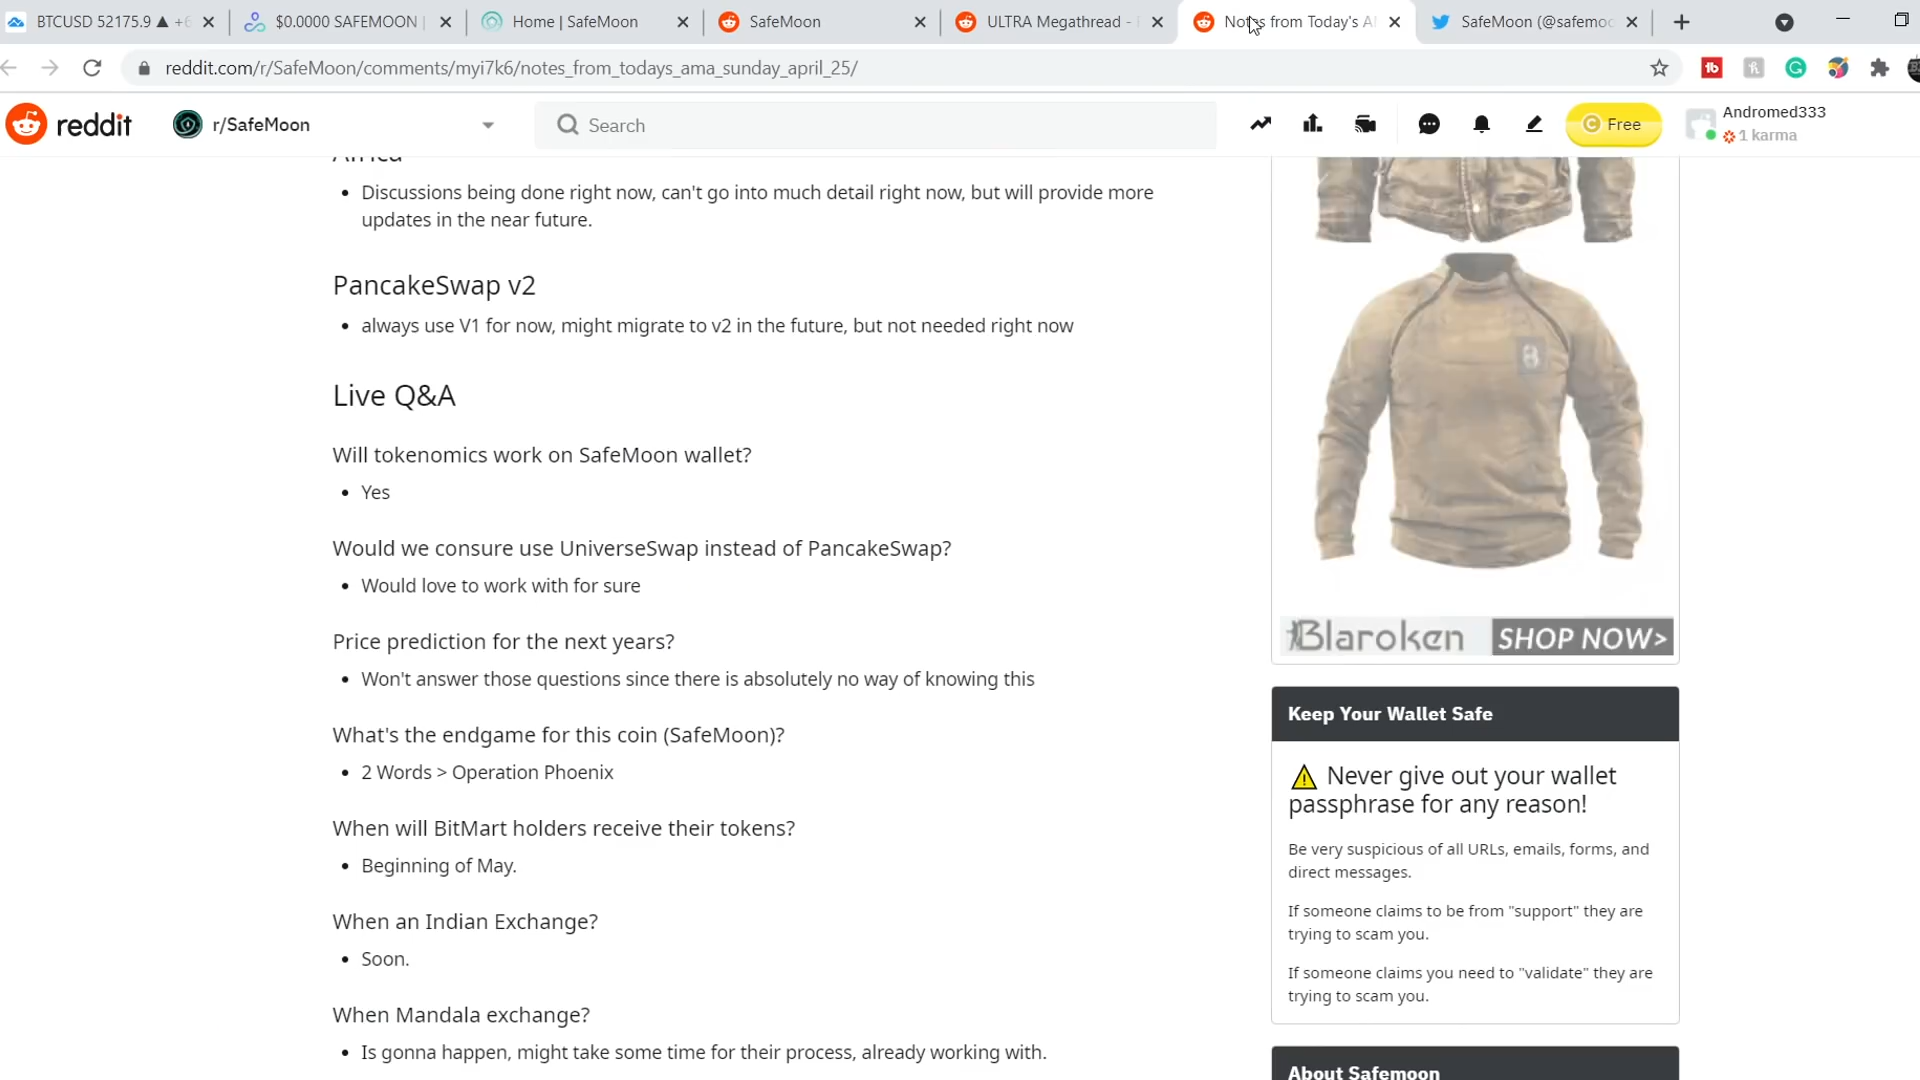 BTCUSD 52175.9 ▲ +6
$0.0000 SAFEMOON |
Home | SafeMoon
SafeMoon
ULTRA Megathread -
Notes from Today's A
SafeMoon (@safemoo
reddit.com/r/SafeMoon/comments/myi7k6/notes_from_todays_ama_sunday_april_25/
reddit
r/SafeMoon
Search
Free
Andromed333
1 karma
Africa
• Discussions being done right now, can't go into much detail right now, but will provide more
updates in the near future.
PancakeSwap v2
• always use V1 for now, might migrate to v2 in the future, but not needed right now
Live Q&A
Will tokenomics work on SafeMoon wallet?
• Yes
Would we consure use UniverseSwap instead of PancakeSwap?
• Would love to work with for sure
Price prediction for the next years?
• Won't answer those questions since there is absolutely no way of knowing this
What's the endgame for this coin (SafeMoon)?
• 2 Words > Operation Phoenix
When will BitMart holders receive their tokens?
• Beginning of May.
When an Indian Exchange?
• Soon.
When Mandala exchange?
• Is gonna happen, might take some time for their process, already working with.
Blaroken
SHOP NOW>
Keep Your Wallet Safe
⚠ Never give out your wallet
passphrase for any reason!
Be very suspicious of all URLs, emails, forms, and
direct messages.
If someone claims to be from "support" they are
trying to scam you.
If someone claims you need to "validate" they are
trying to scam you.
About Safemoon